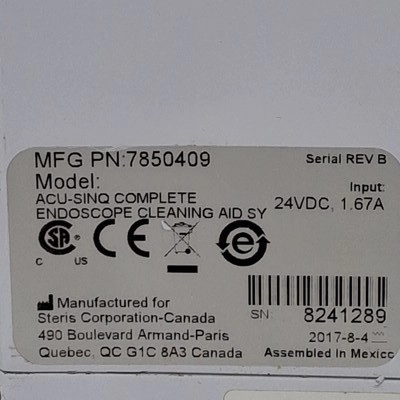 MFG PN:7850409
Serial REV B
Model:
ACU-SINQ COMPLETE
ENDOSCOPE CLEANING AID SY
Input:
24VDC, 1.67A
C US
Manufactured for
Steris Corporation-Canada
490 Boulevard Armand-Paris
Quebec, QC G1C 8A3 Canada
SN: 8241289
2017-8-4
Assembled In Mexico